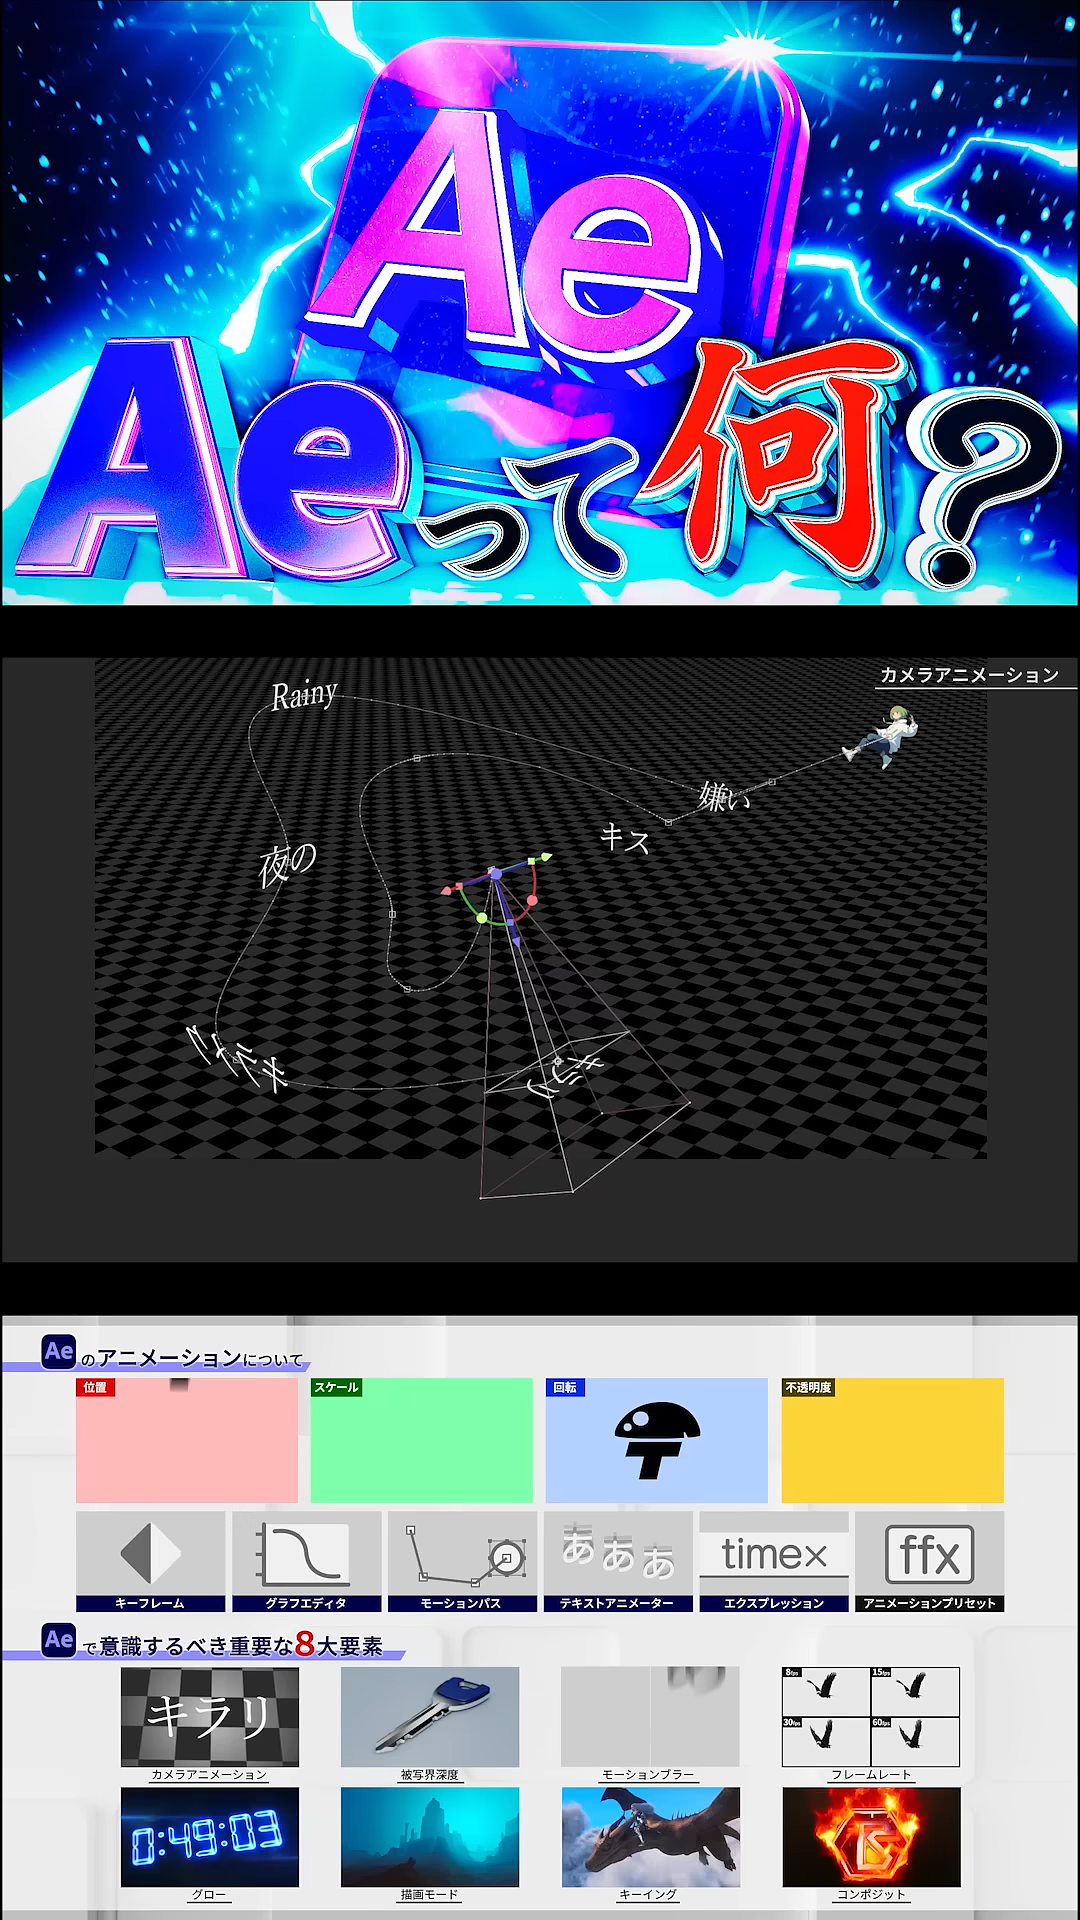 Ae
Aeって何?
カメラアニメーション
Rainy
嫌い
キス
夜の
キラリ
キラリ
Ae のアニメーションについて
位置
スケール
回転
不透明度
あああ
timex
ffx
キーフレーム
グラフエディタ
モーションパス
テキストアニメーター
エクスプレッション
アニメーションプリセット
Ae で意識するべき重要な8大要素
キラリ
8fps
15fps
30fps
60fps
カメラアニメーション
被写界深度
モーションブラー
フレームレート
0:49:03
グロー
描画モード
キーイング
コンポジット